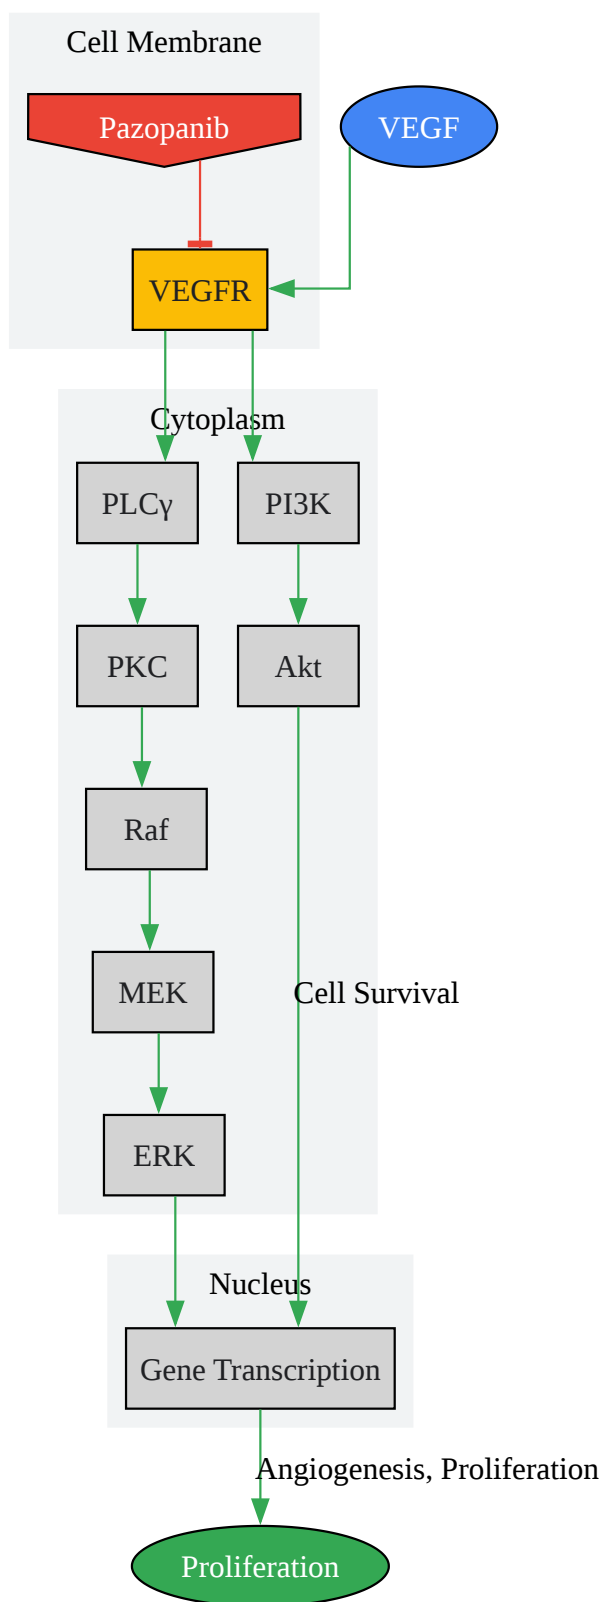 Cell Membrane
Pazopanib
VEGF
VEGFR
Cytoplasm
PLCγ
PI3K
PKC
Akt
Raf
MEK
Cell Survival
ERK
Nucleus
Gene Transcription
Angiogenesis, Proliferation
Proliferation